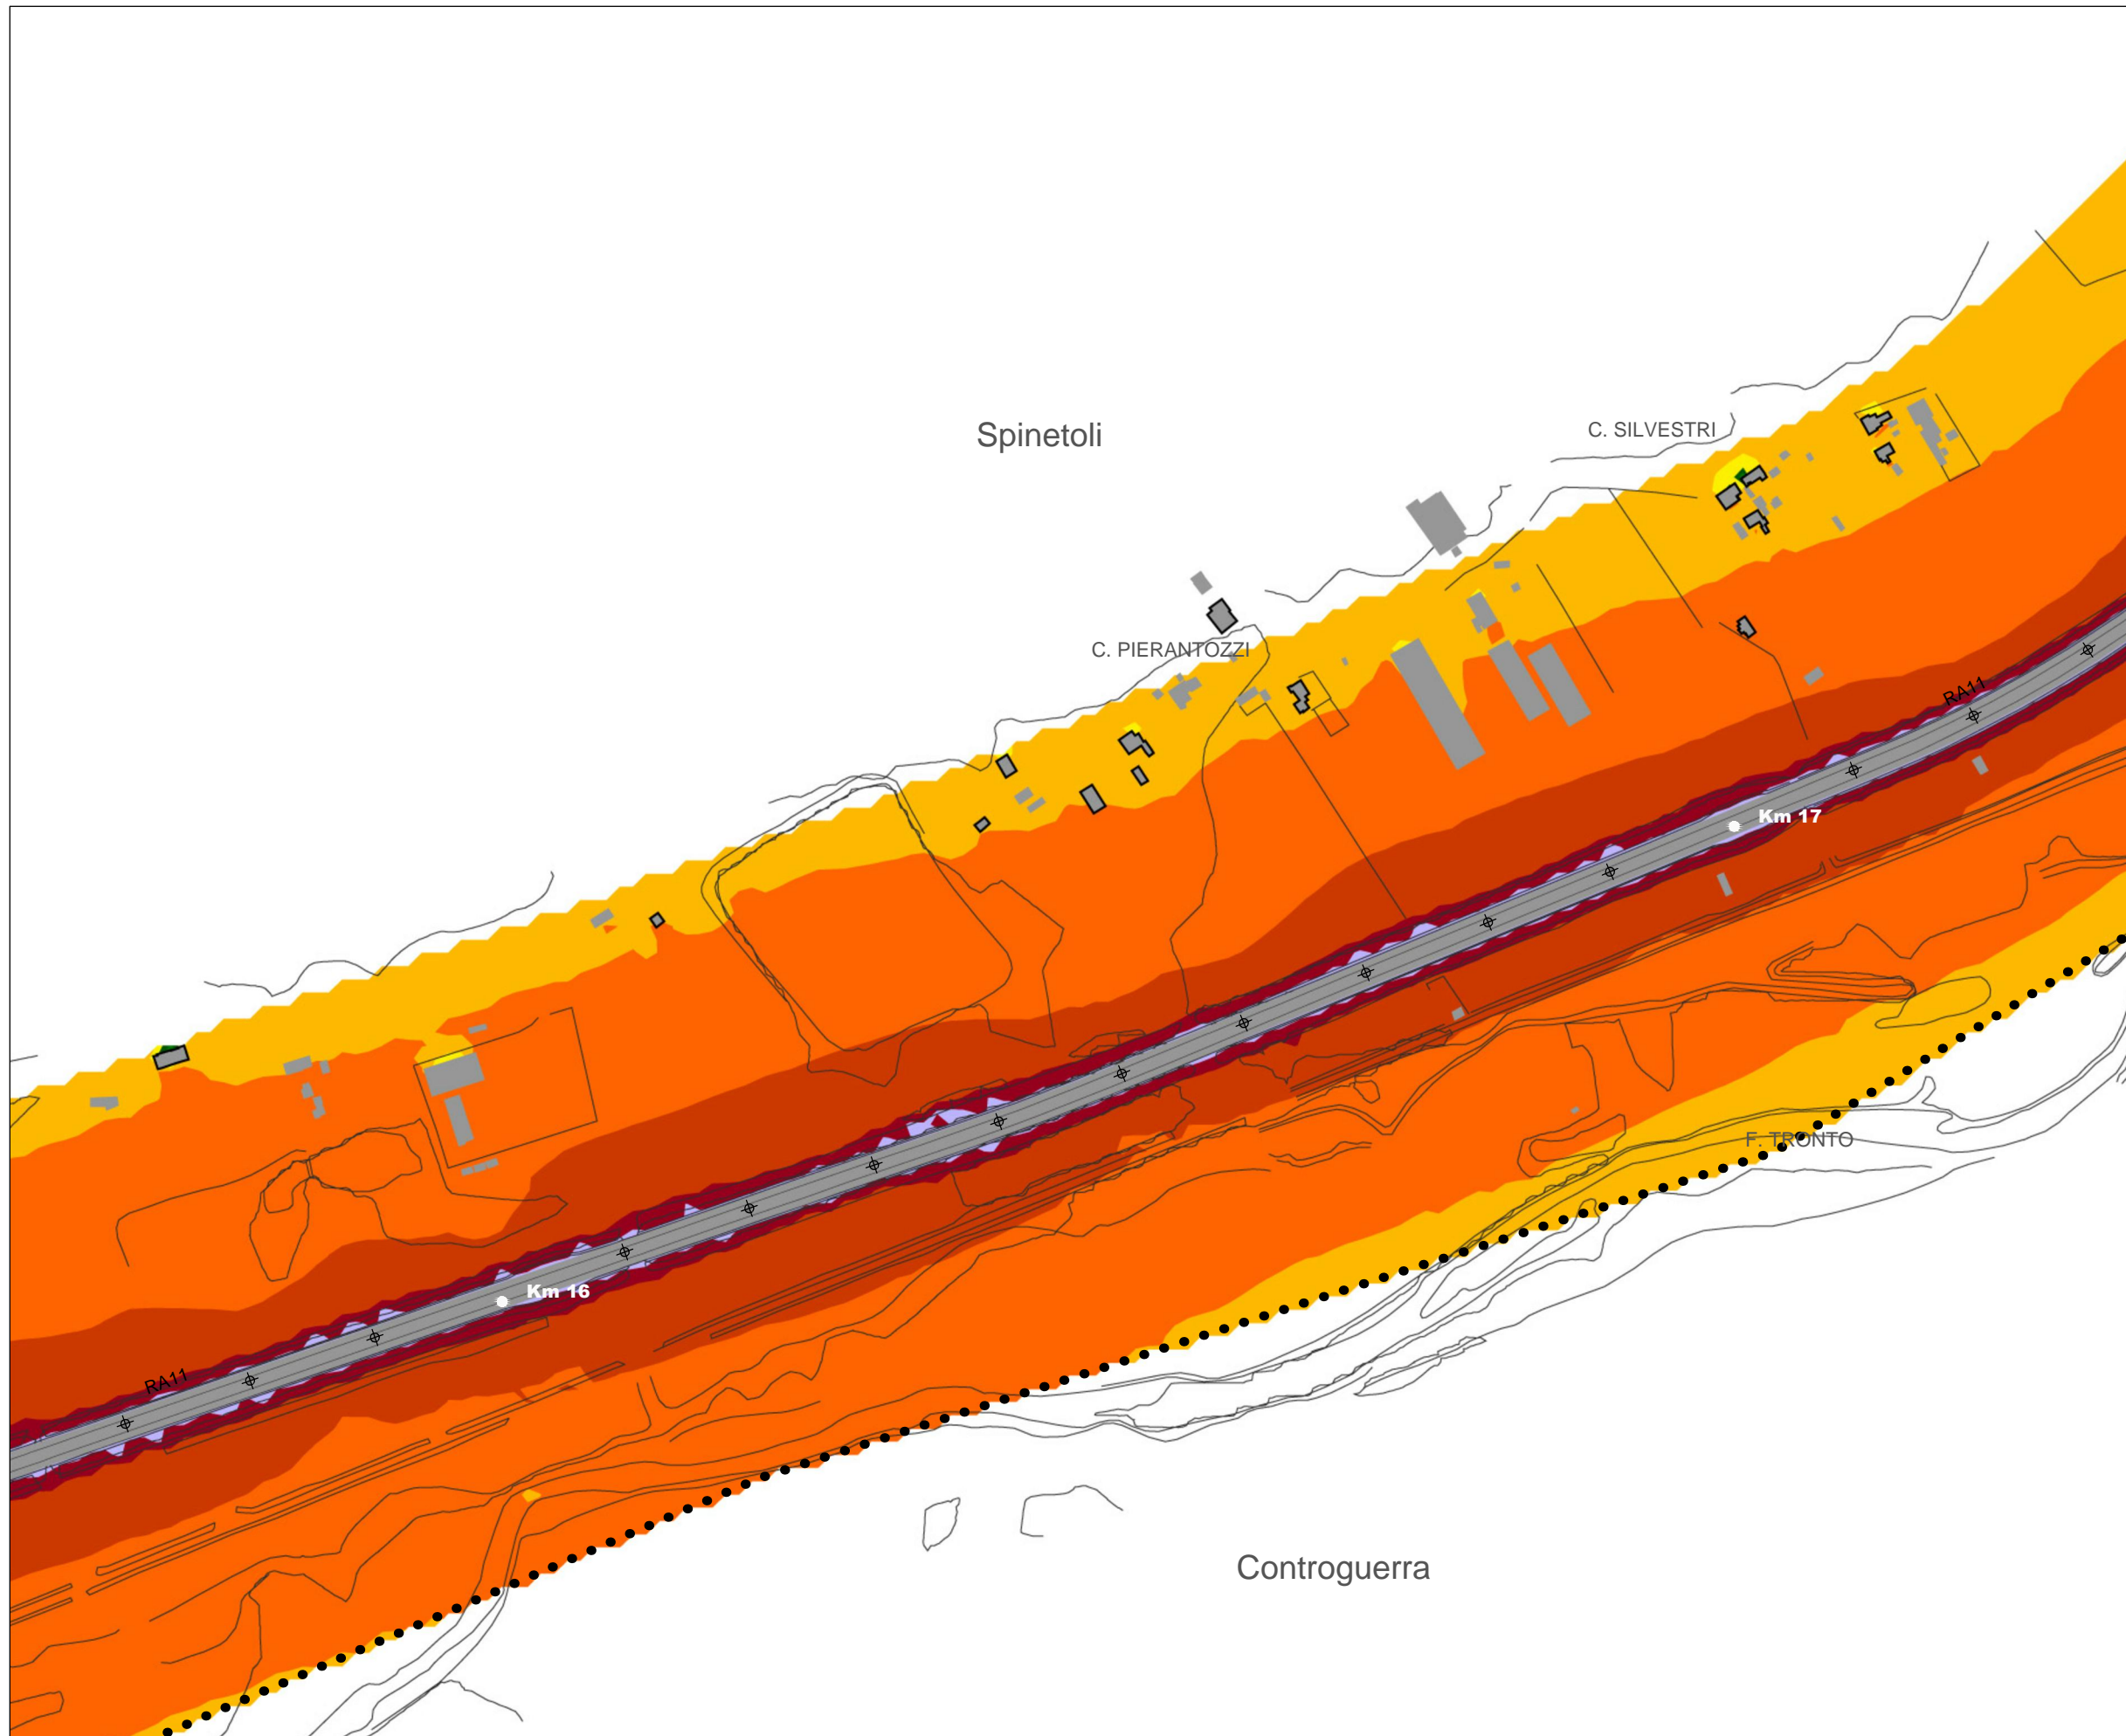 Spinetoli
C. SILVESTRI
C. PIERANTOZZI
RA11
Km 17
F. TRONTO
Km 16
RA11
Controguerra